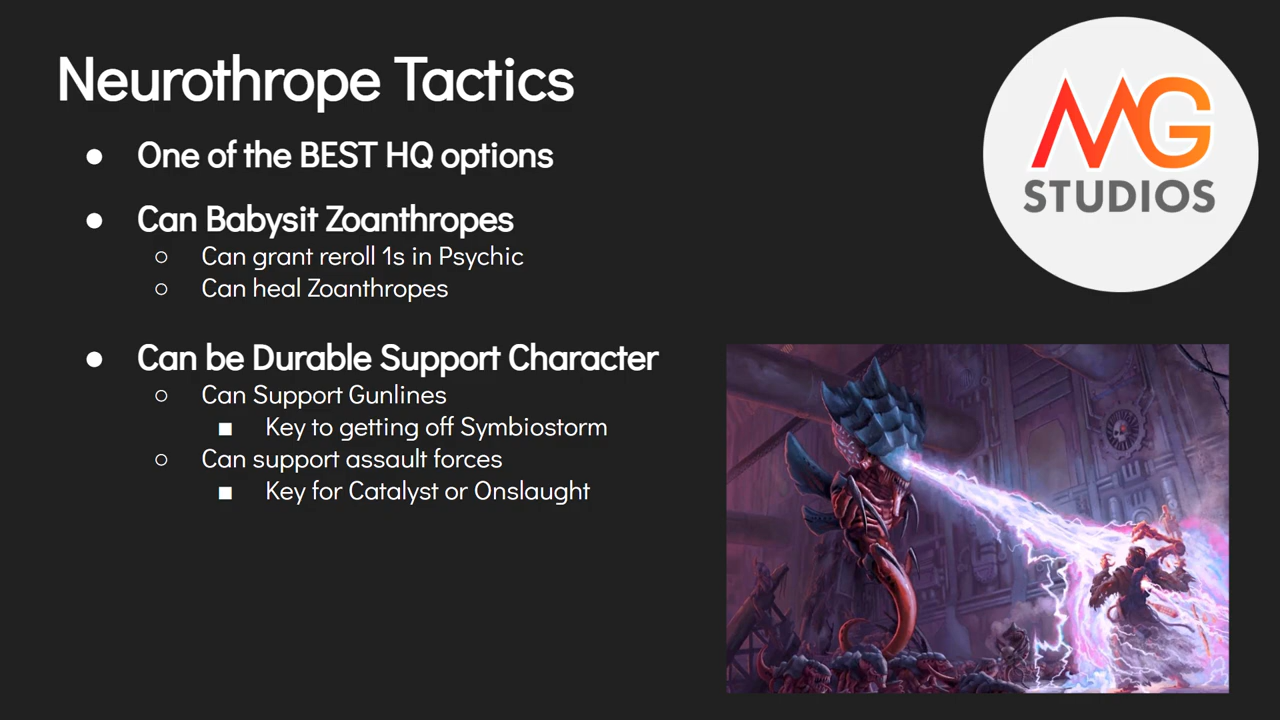 Neurothrope Tactics
MG
STUDIOS
● One of the BEST HQ options
● Can Babysit Zoanthropes
○ Can grant reroll 1s in Psychic
○ Can heal Zoanthropes
● Can be Durable Support Character
○ Can Support Gunlines
■ Key to getting off Symbiostorm
○ Can support assault forces
■ Key for Catalyst or Onslaught